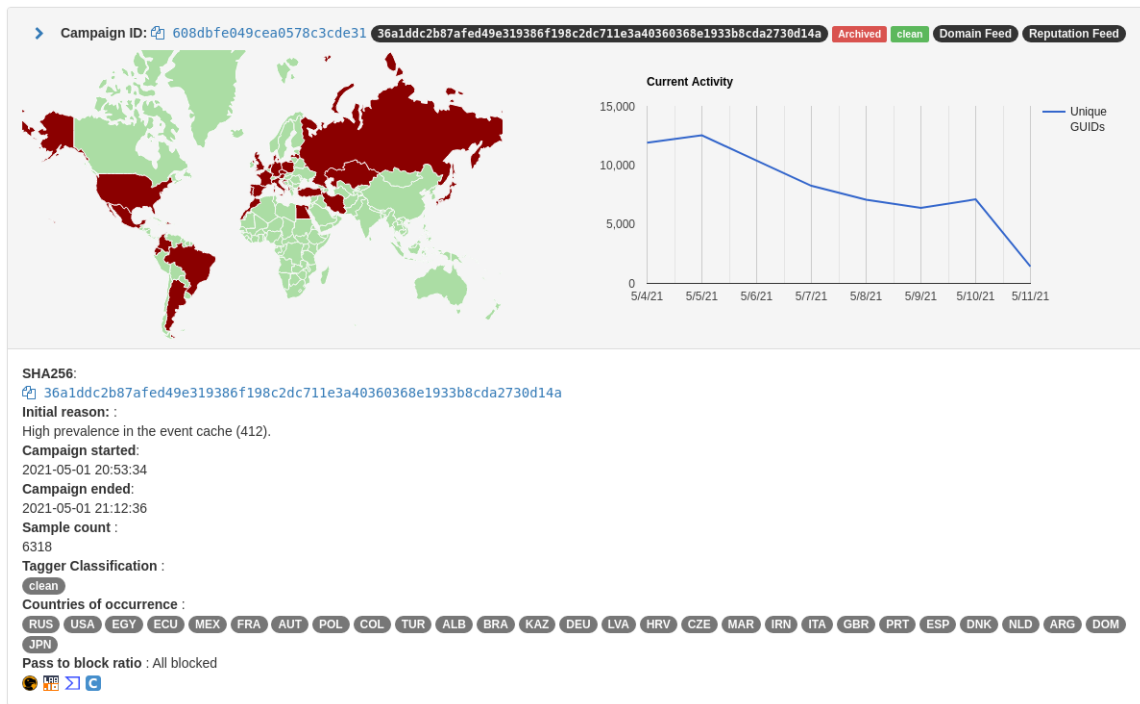 Campaign ID: 608dbfe049cea0578c3cde31 36a1ddc2b87afed49e319386f198c2dc711e3a40360368e1933b8cda2730d14a Archived clean Domain Feed Reputation Feed
Current Activity
15,000
10,000
5,000
0
5/4/21 5/5/21 5/6/21 5/7/21 5/8/21 5/9/21 5/10/21 5/11/21
Unique
GUIDs
SHA256:
36a1ddc2b87afed49e319386f198c2dc711e3a40360368e1933b8cda2730d14a
Initial reason: :
High prevalence in the event cache (412).
Campaign started:
2021-05-01 20:53:34
Campaign ended:
2021-05-01 21:12:36
Sample count :
6318
Tagger Classification :
clean
Countries of occurrence :
RUS USA EGY ECU MEX FRA AUT POL COL TUR ALB BRA KAZ DEU LVA HRV CZE MAR IRN ITA GBR PRT ESP DNK NLD ARG DOM
JPN
Pass to block ratio : All blocked
C